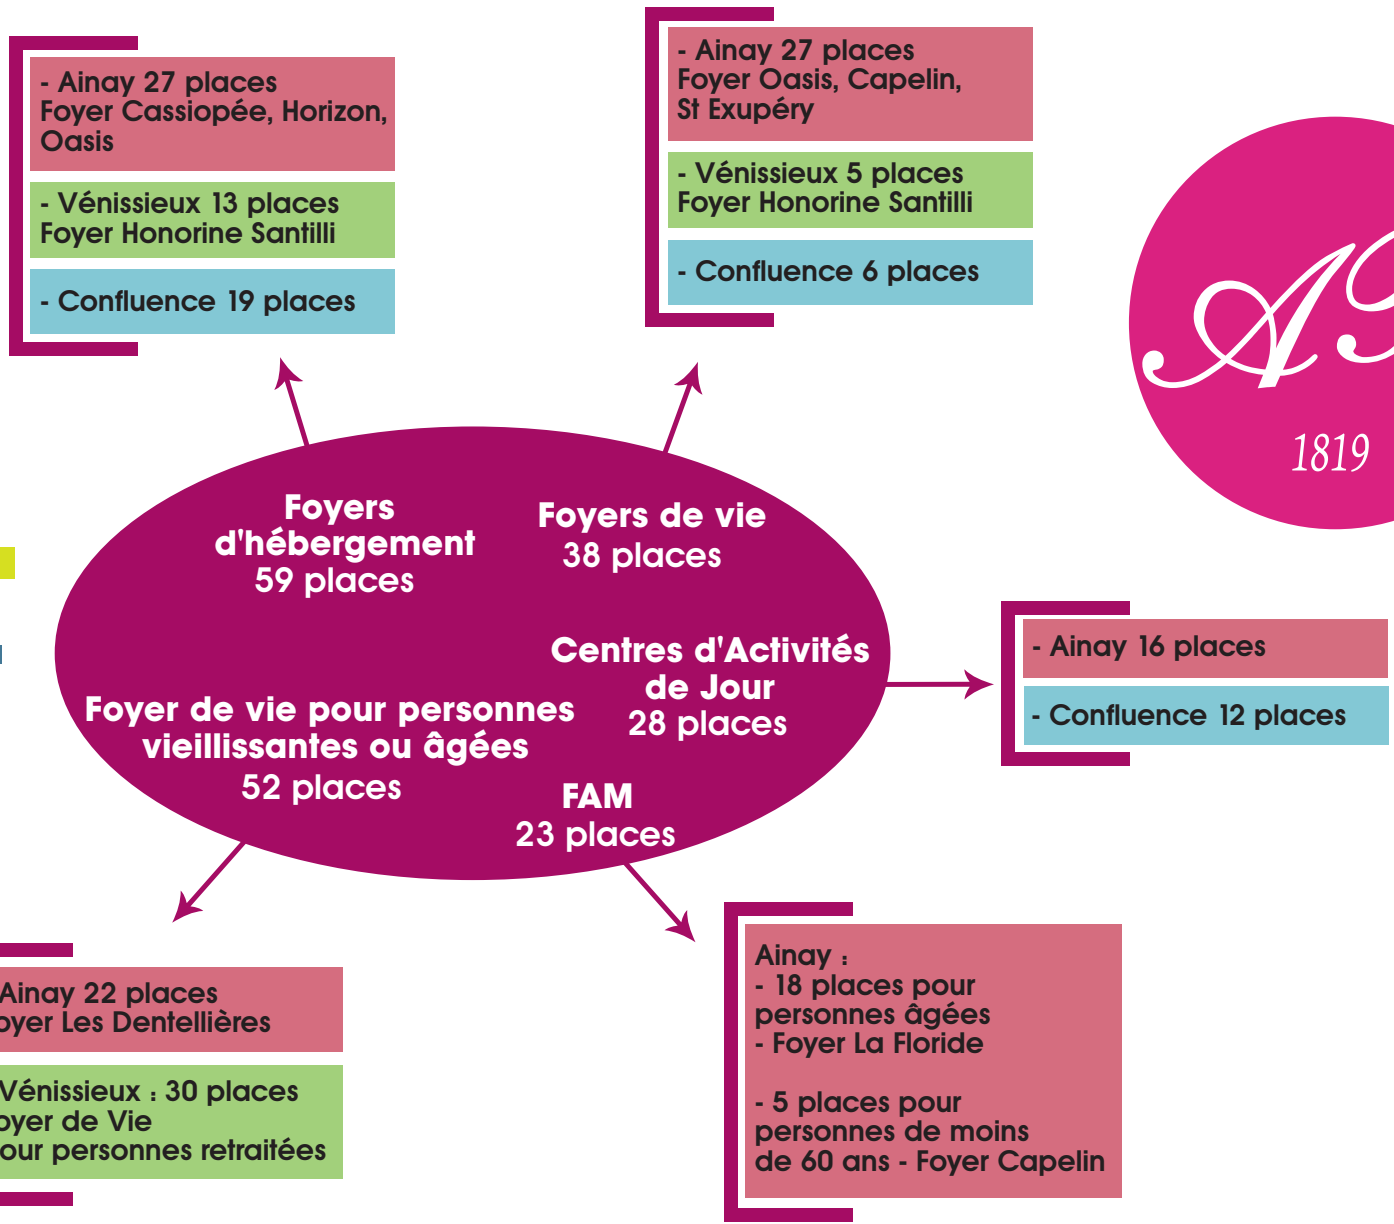 - Ainay 27 places
Foyer Cassiopée, Horizon,
Oasis
- Vénissieux 13 places
Foyer Honorine Santilli
- Confluence 19 places
- Ainay 27 places
Foyer Oasis, Capelin,
St Exupéry
- Vénissieux 5 places
Foyer Honorine Santilli
- Confluence 6 places
1819
Foyers
d'hébergement
59 places
Foyers de vie
38 places
Centres d'Activités
de Jour
28 places
Foyer de vie pour personnes
vieillissantes ou âgées
52 places
FAM
23 places
- Ainay 16 places
- Confluence 12 places
Ainay 22 places
oyer Les Dentellières
Vénissieux : 30 places
oyer de Vie
our personnes retraitées
Ainay :
- 18 places pour
personnes âgées
- Foyer La Floride
- 5 places pour
personnes de moins
de 60 ans - Foyer Capelin